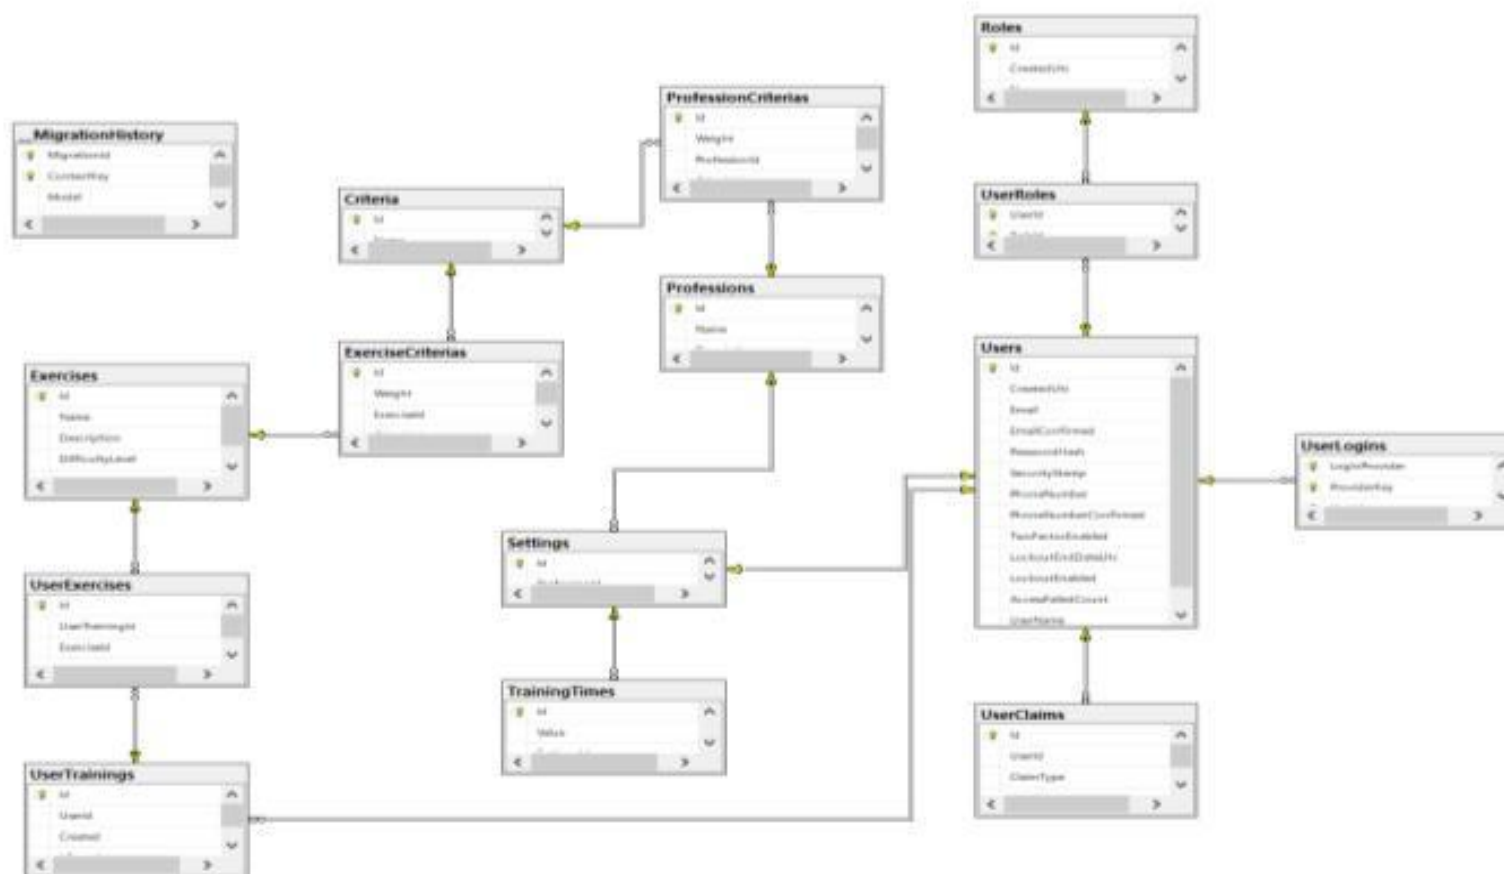 Roles
Id
CreatedUtc
ProfessionCriterias
Id
Weight
ProfessionId
__MigrationHistory
MigrationId
ContextKey
Model
Criteria
Id
Name
UserRoles
UserId
Professions
Id
Name
Users
Id
CreatedUtc
Email
EmailConfirmed
PasswordHash
SecurityStamp
PhoneNumber
PhoneNumberConfirmed
TwoFactorEnabled
LockoutEndDateUtc
LockoutEnabled
AccessFailedCount
UserName
ExerciseCriterias
Id
Weight
ExerciseId
Exercises
Id
Name
Description
DifficultyLevel
UserLogins
LoginProvider
ProviderKey
Settings
Id
UserExercises
Id
UserTrainingId
ExerciseId
TrainingTimes
Id
Value
UserClaims
Id
UserId
ClaimType
UserTrainings
Id
UserId
Created